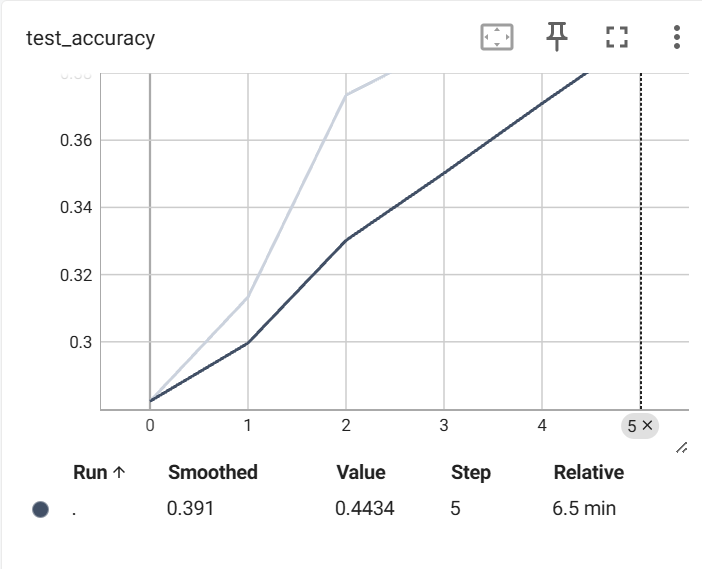 test_accuracy
0.36
0.34
0.32
0.3
0 1 2 3 4 5 ×
Run ↑ Smoothed Value Step Relative
. 0.391 0.4434 5 6.5 min